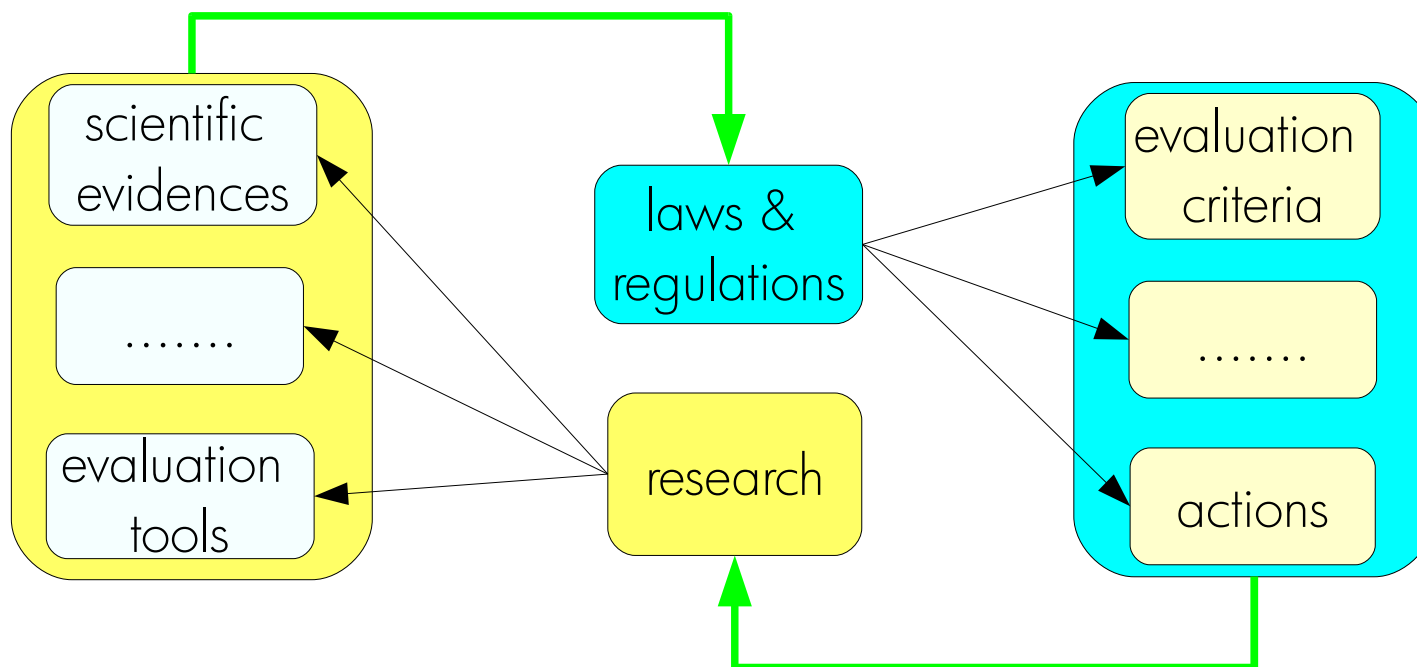 scientific
evidences
.......
evaluation
tools
laws &
regulations
research
evaluation
criteria
.......
actions